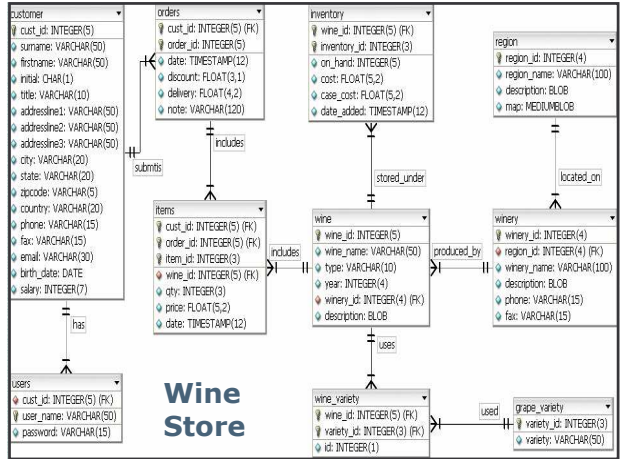 customer
cust_id: INTEGER(5)
surname: VARCHAR(50)
firstname: VARCHAR(50)
initial: CHAR(1)
title: VARCHAR(10)
addressline1: VARCHAR(50)
addressline2: VARCHAR(50)
addressline3: VARCHAR(50)
city: VARCHAR(20)
state: VARCHAR(20)
zipcode: VARCHAR(5)
country: VARCHAR(20)
phone: VARCHAR(15)
fax: VARCHAR(15)
email: VARCHAR(30)
birth_date: DATE
salary: INTEGER(7)
submtis
has
users
cust_id: INTEGER(5) (FK)
user_name: VARCHAR(50)
password: VARCHAR(15)
orders
cust_id: INTEGER(5) (FK)
order_id: INTEGER(5)
date: TIMESTAMP(12)
discount: FLOAT(3,1)
delivery: FLOAT(4,2)
note: VARCHAR(120)
includes
items
cust_id: INTEGER(5) (FK)
order_id: INTEGER(5) (FK)
item_id: INTEGER(3)
wine_id: INTEGER(5) (FK)
qty: INTEGER(3)
price: FLOAT(5,2)
date: TIMESTAMP(12)
includes
Wine
Store
inventory
wine_id: INTEGER(5) (FK)
inventory_id: INTEGER(3)
on_hand: INTEGER(5)
cost: FLOAT(5,2)
case_cost: FLOAT(5,2)
date_added: TIMESTAMP(12)
stored_under
wine
wine_id: INTEGER(5)
wine_name: VARCHAR(50)
type: VARCHAR(10)
year: INTEGER(4)
winery_id: INTEGER(4) (FK)
description: BLOB
produced_by
uses
wine_variety
wine_id: INTEGER(5) (FK)
variety_id: INTEGER(3) (FK)
id: INTEGER(1)
used
region
region_id: INTEGER(4)
region_name: VARCHAR(100)
description: BLOB
map: MEDIUMBLOB
located_on
winery
winery_id: INTEGER(4)
region_id: INTEGER(4) (FK)
winery_name: VARCHAR(100)
description: BLOB
phone: VARCHAR(15)
fax: VARCHAR(15)
grape_variety
variety_id: INTEGER(3)
variety: VARCHAR(50)